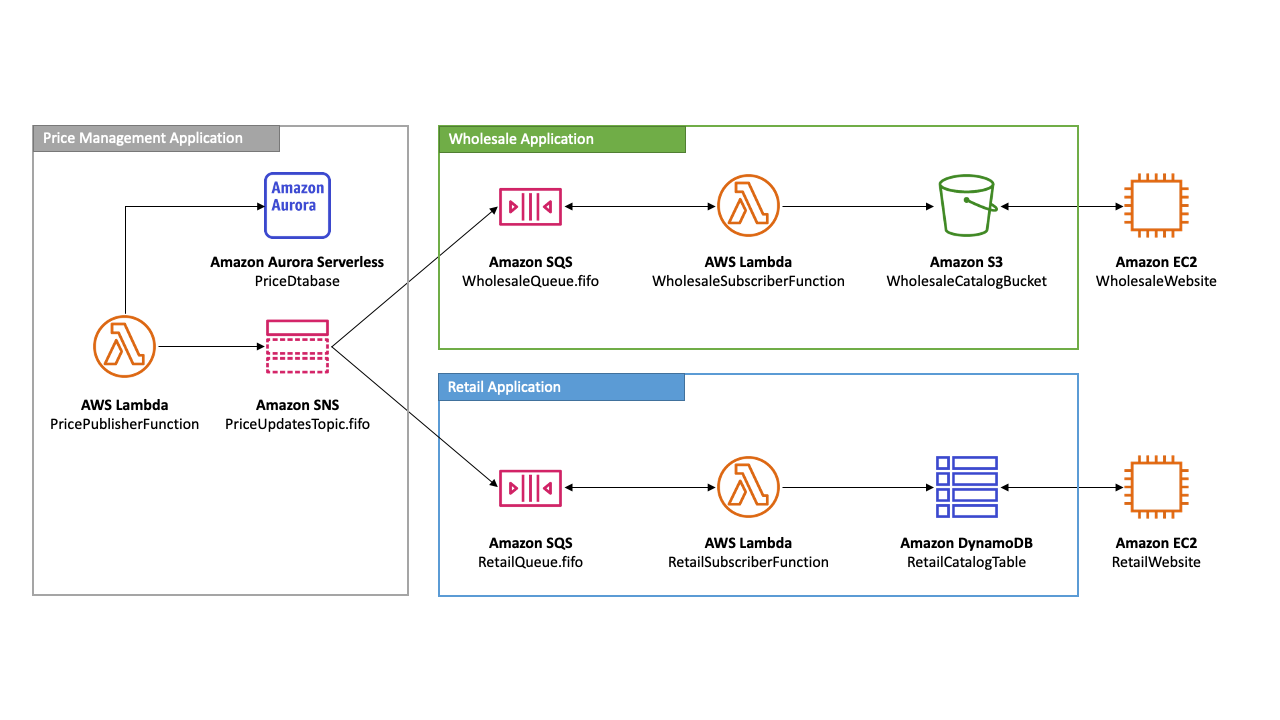 Price Management Application
Amazon
Aurora
Amazon Aurora Serverless
PriceDtabase
AWS Lambda
PricePublisherFunction
Amazon SNS
PriceUpdatesTopic.fifo
Wholesale Application
Amazon SQS
WholesaleQueue.fifo
AWS Lambda
WholesaleSubscriberFunction
Amazon S3
WholesaleCatalogBucket
Amazon EC2
WholesaleWebsite
Retail Application
Amazon SQS
RetailQueue.fifo
AWS Lambda
RetailSubscriberFunction
Amazon DynamoDB
RetailCatalogTable
Amazon EC2
RetailWebsite